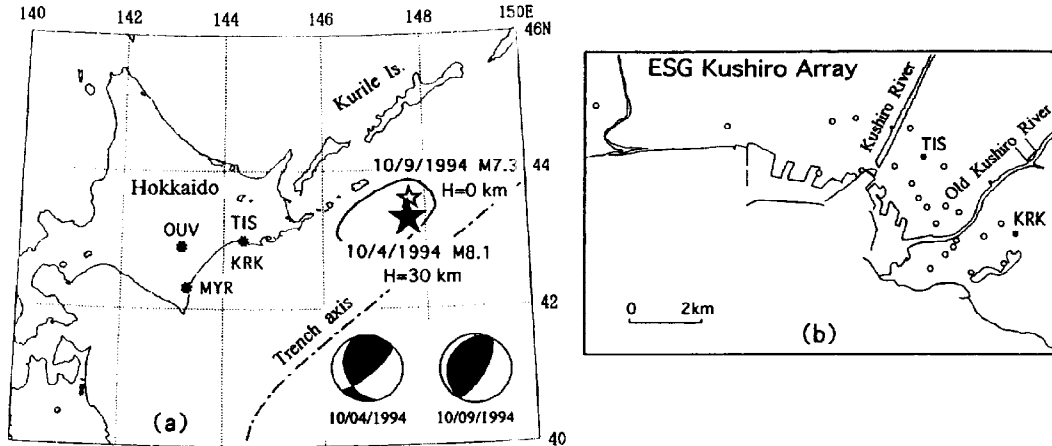 140
142
144
146
148
150E
46N
Kurile Is.
44
10/9/1994 M7.3
H=0 km
Hokkaido
OUV
TIS
KRK
10/4/1994 M8.1
H=30 km
MYR
42
Trench axis
(a)
10/04/1994
10/09/1994
40
ESG Kushiro Array
Kushiro River
TIS
Old Kushiro River
KRK
0 2km
(b)